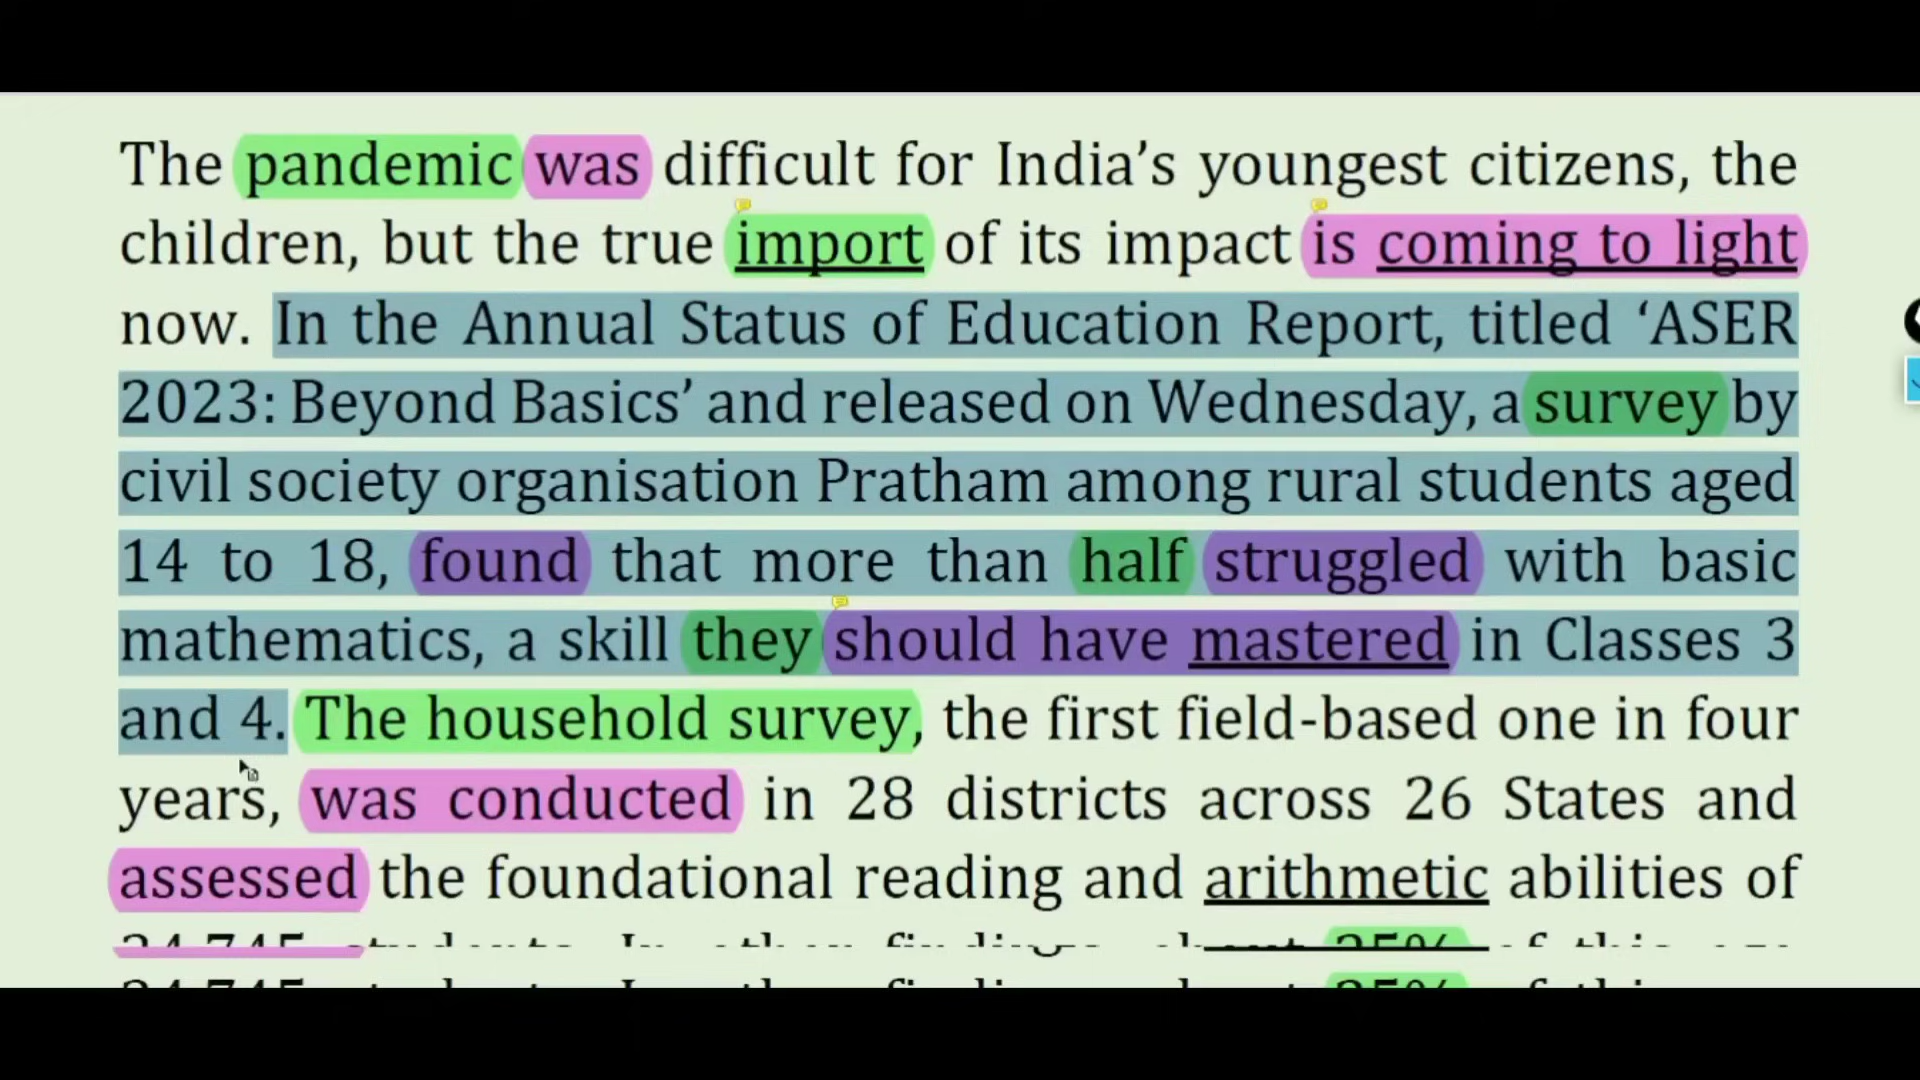 The pandemic was difficult for India’s youngest citizens, the
children, but the true import of its impact is coming to light
now. In the Annual Status of Education Report, titled ‘ASER
2023: Beyond Basics’ and released on Wednesday, a survey by
civil society organisation Pratham among rural students aged
14 to 18, found that more than half struggled with basic
mathematics, a skill they should have mastered in Classes 3
and 4. The household survey, the first field-based one in four
years, was conducted in 28 districts across 26 States and
assessed the foundational reading and arithmetic abilities of